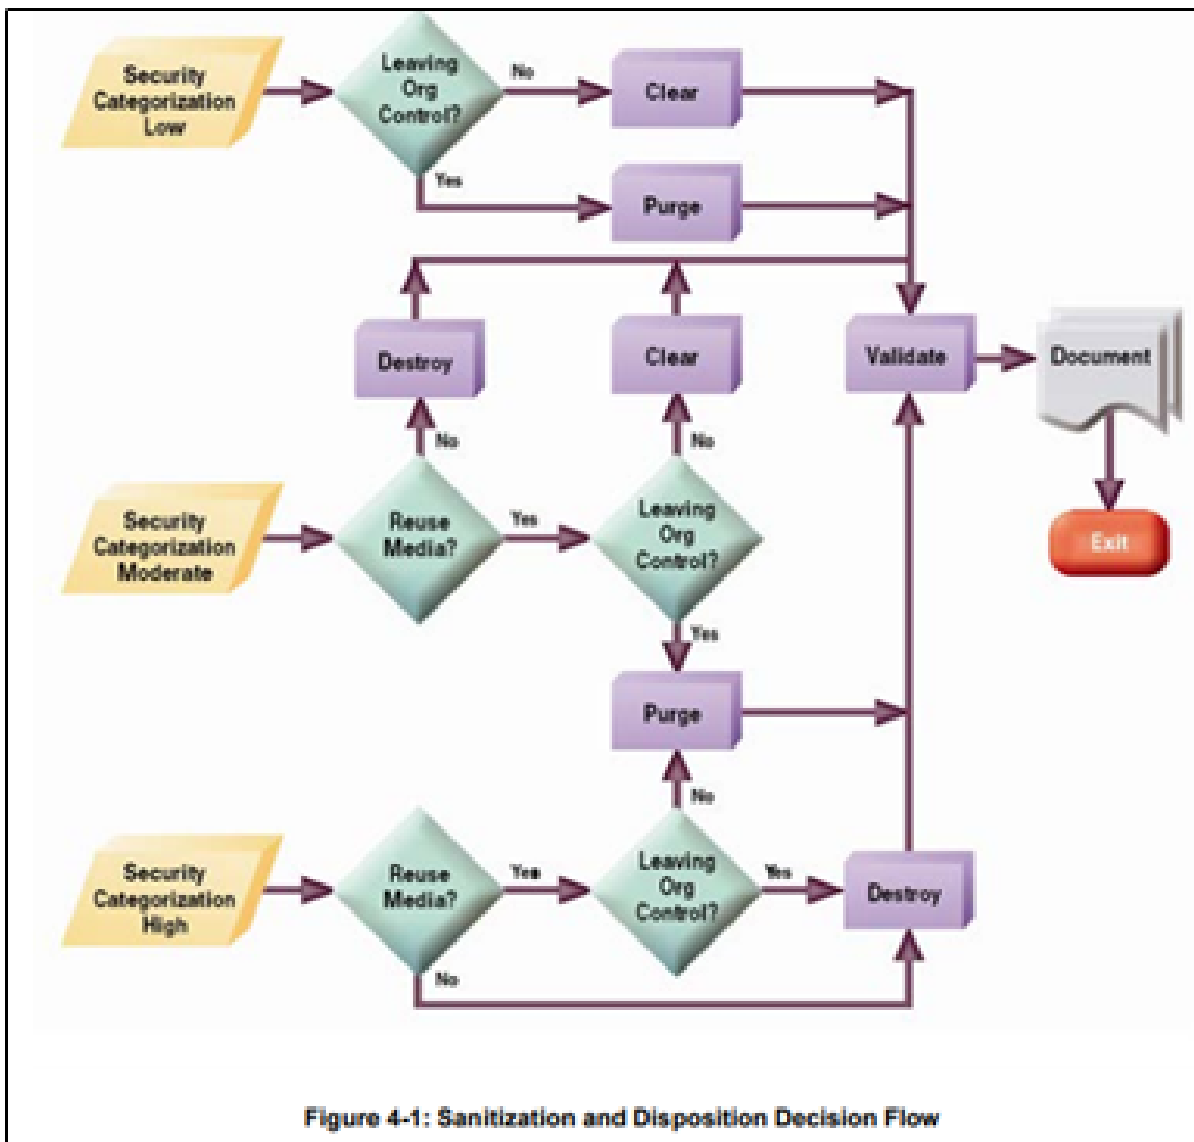 Security
Categorization
Low
Leaving
Org
Control?
No
Clear
Yes
Purge
Destroy
Clear
Validate
Document
No
No
Security
Categorization
Moderate
Reuse
Media?
Yes
Leaving
Org
Control?
Exit
Yes
Purge
No
Security
Categorization
High
Reuse
Media?
Yes
Leaving
Org
Control?
Yes
Destroy
No
Figure 4-1: Sanitization and Disposition Decision Flow